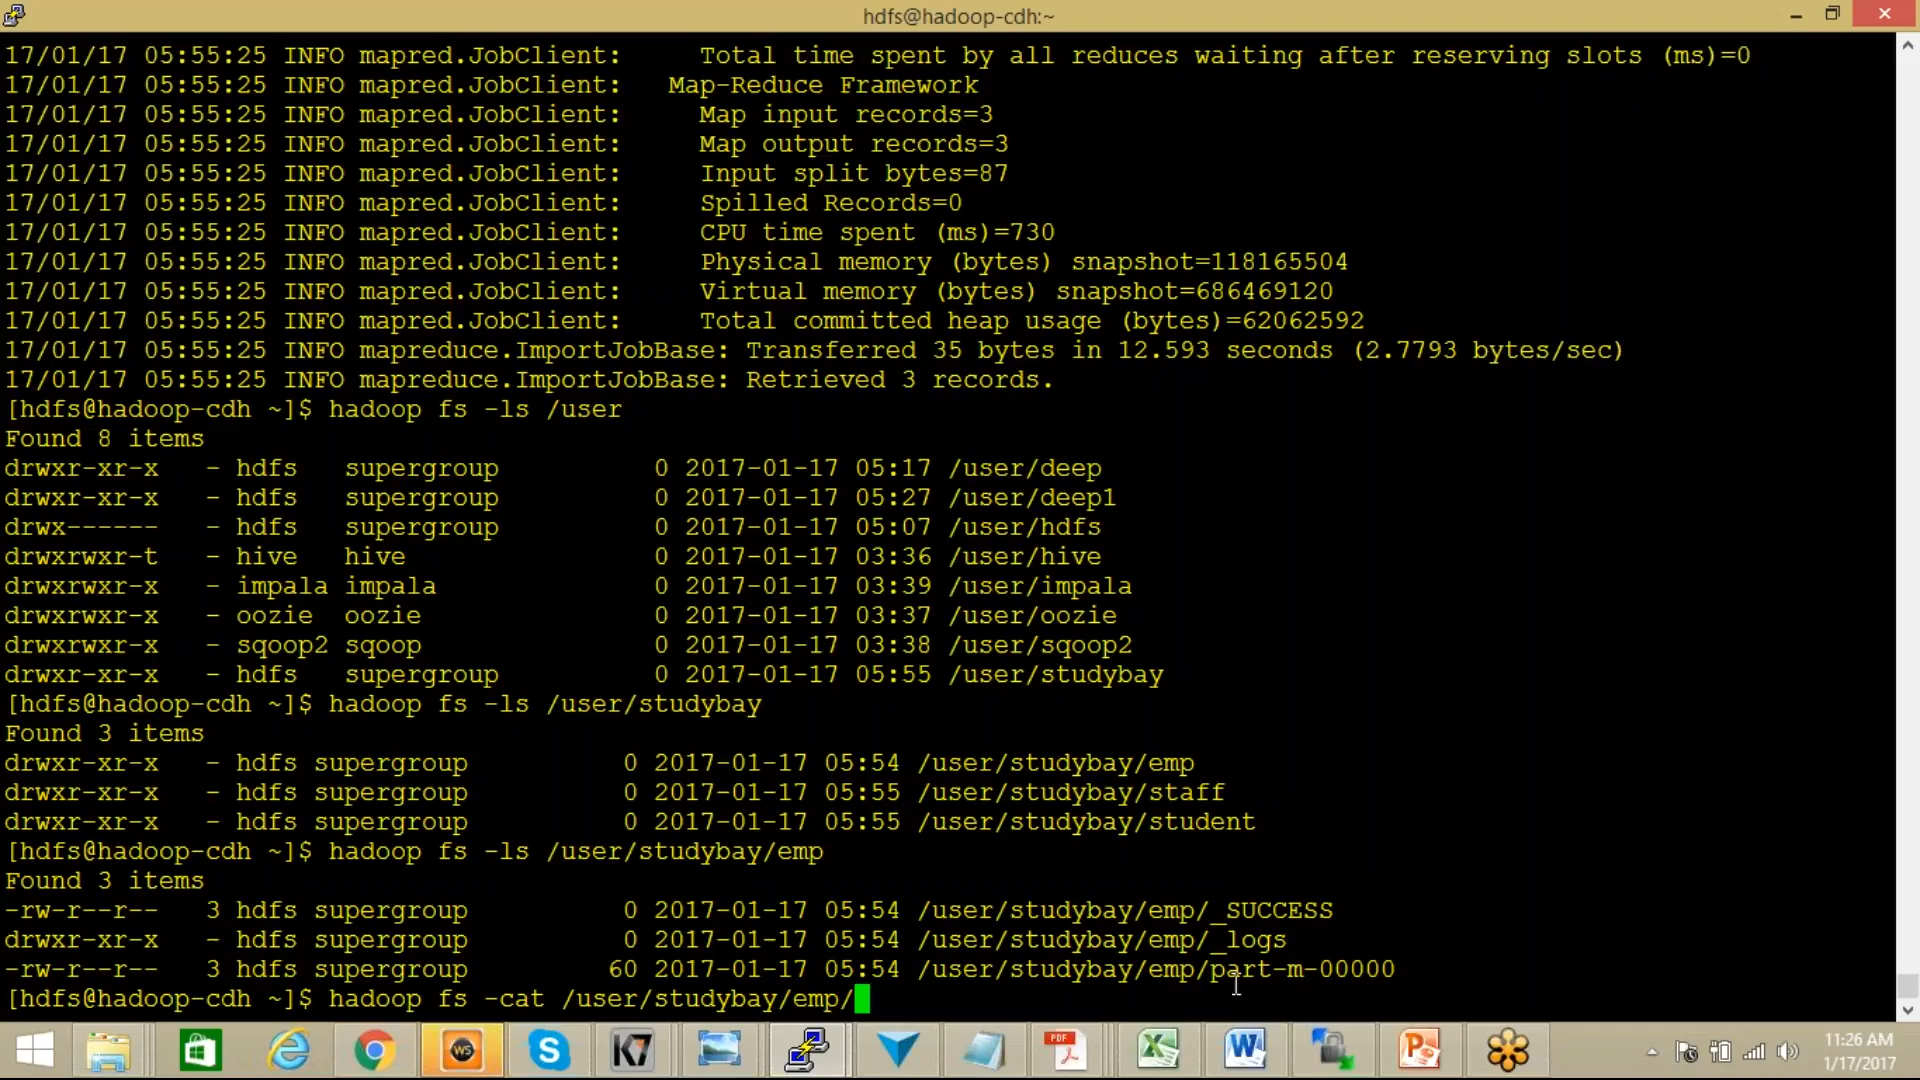 hdfs@hadoop-cdh:~
17/01/17 05:55:25 INFO mapred.JobClient:     Total time spent by all reduces waiting after reserving slots (ms)=0
17/01/17 05:55:25 INFO mapred.JobClient:   Map-Reduce Framework
17/01/17 05:55:25 INFO mapred.JobClient:     Map input records=3
17/01/17 05:55:25 INFO mapred.JobClient:     Map output records=3
17/01/17 05:55:25 INFO mapred.JobClient:     Input split bytes=87
17/01/17 05:55:25 INFO mapred.JobClient:     Spilled Records=0
17/01/17 05:55:25 INFO mapred.JobClient:     CPU time spent (ms)=730
17/01/17 05:55:25 INFO mapred.JobClient:     Physical memory (bytes) snapshot=118165504
17/01/17 05:55:25 INFO mapred.JobClient:     Virtual memory (bytes) snapshot=686469120
17/01/17 05:55:25 INFO mapred.JobClient:     Total committed heap usage (bytes)=62062592
17/01/17 05:55:25 INFO mapreduce.ImportJobBase: Transferred 35 bytes in 12.593 seconds (2.7793 bytes/sec)
17/01/17 05:55:25 INFO mapreduce.ImportJobBase: Retrieved 3 records.
[hdfs@hadoop-cdh ~]$ hadoop fs -ls /user
Found 8 items
drwxr-xr-x   - hdfs   supergroup          0 2017-01-17 05:17 /user/deep
drwxr-xr-x   - hdfs   supergroup          0 2017-01-17 05:27 /user/deep1
drwx------   - hdfs   supergroup          0 2017-01-17 05:07 /user/hdfs
drwxrwxr-t   - hive   hive                0 2017-01-17 03:36 /user/hive
drwxrwxr-x   - impala impala              0 2017-01-17 03:39 /user/impala
drwxrwxr-x   - oozie  oozie               0 2017-01-17 03:37 /user/oozie
drwxrwxr-x   - sqoop2 sqoop               0 2017-01-17 03:38 /user/sqoop2
drwxr-xr-x   - hdfs   supergroup          0 2017-01-17 05:55 /user/studybay
[hdfs@hadoop-cdh ~]$ hadoop fs -ls /user/studybay
Found 3 items
drwxr-xr-x   - hdfs supergroup          0 2017-01-17 05:54 /user/studybay/emp
drwxr-xr-x   - hdfs supergroup          0 2017-01-17 05:55 /user/studybay/staff
drwxr-xr-x   - hdfs supergroup          0 2017-01-17 05:55 /user/studybay/student
[hdfs@hadoop-cdh ~]$ hadoop fs -ls /user/studybay/emp
Found 3 items
-rw-r--r--   3 hdfs supergroup          0 2017-01-17 05:54 /user/studybay/emp/_SUCCESS
drwxr-xr-x   - hdfs supergroup          0 2017-01-17 05:54 /user/studybay/emp/_logs
-rw-r--r--   3 hdfs supergroup         60 2017-01-17 05:54 /user/studybay/emp/part-m-00000
[hdfs@hadoop-cdh ~]$ hadoop fs -cat /user/studybay/emp/
WS
S
K7
PDF
X
W
P
11:26 AM
1/17/2017